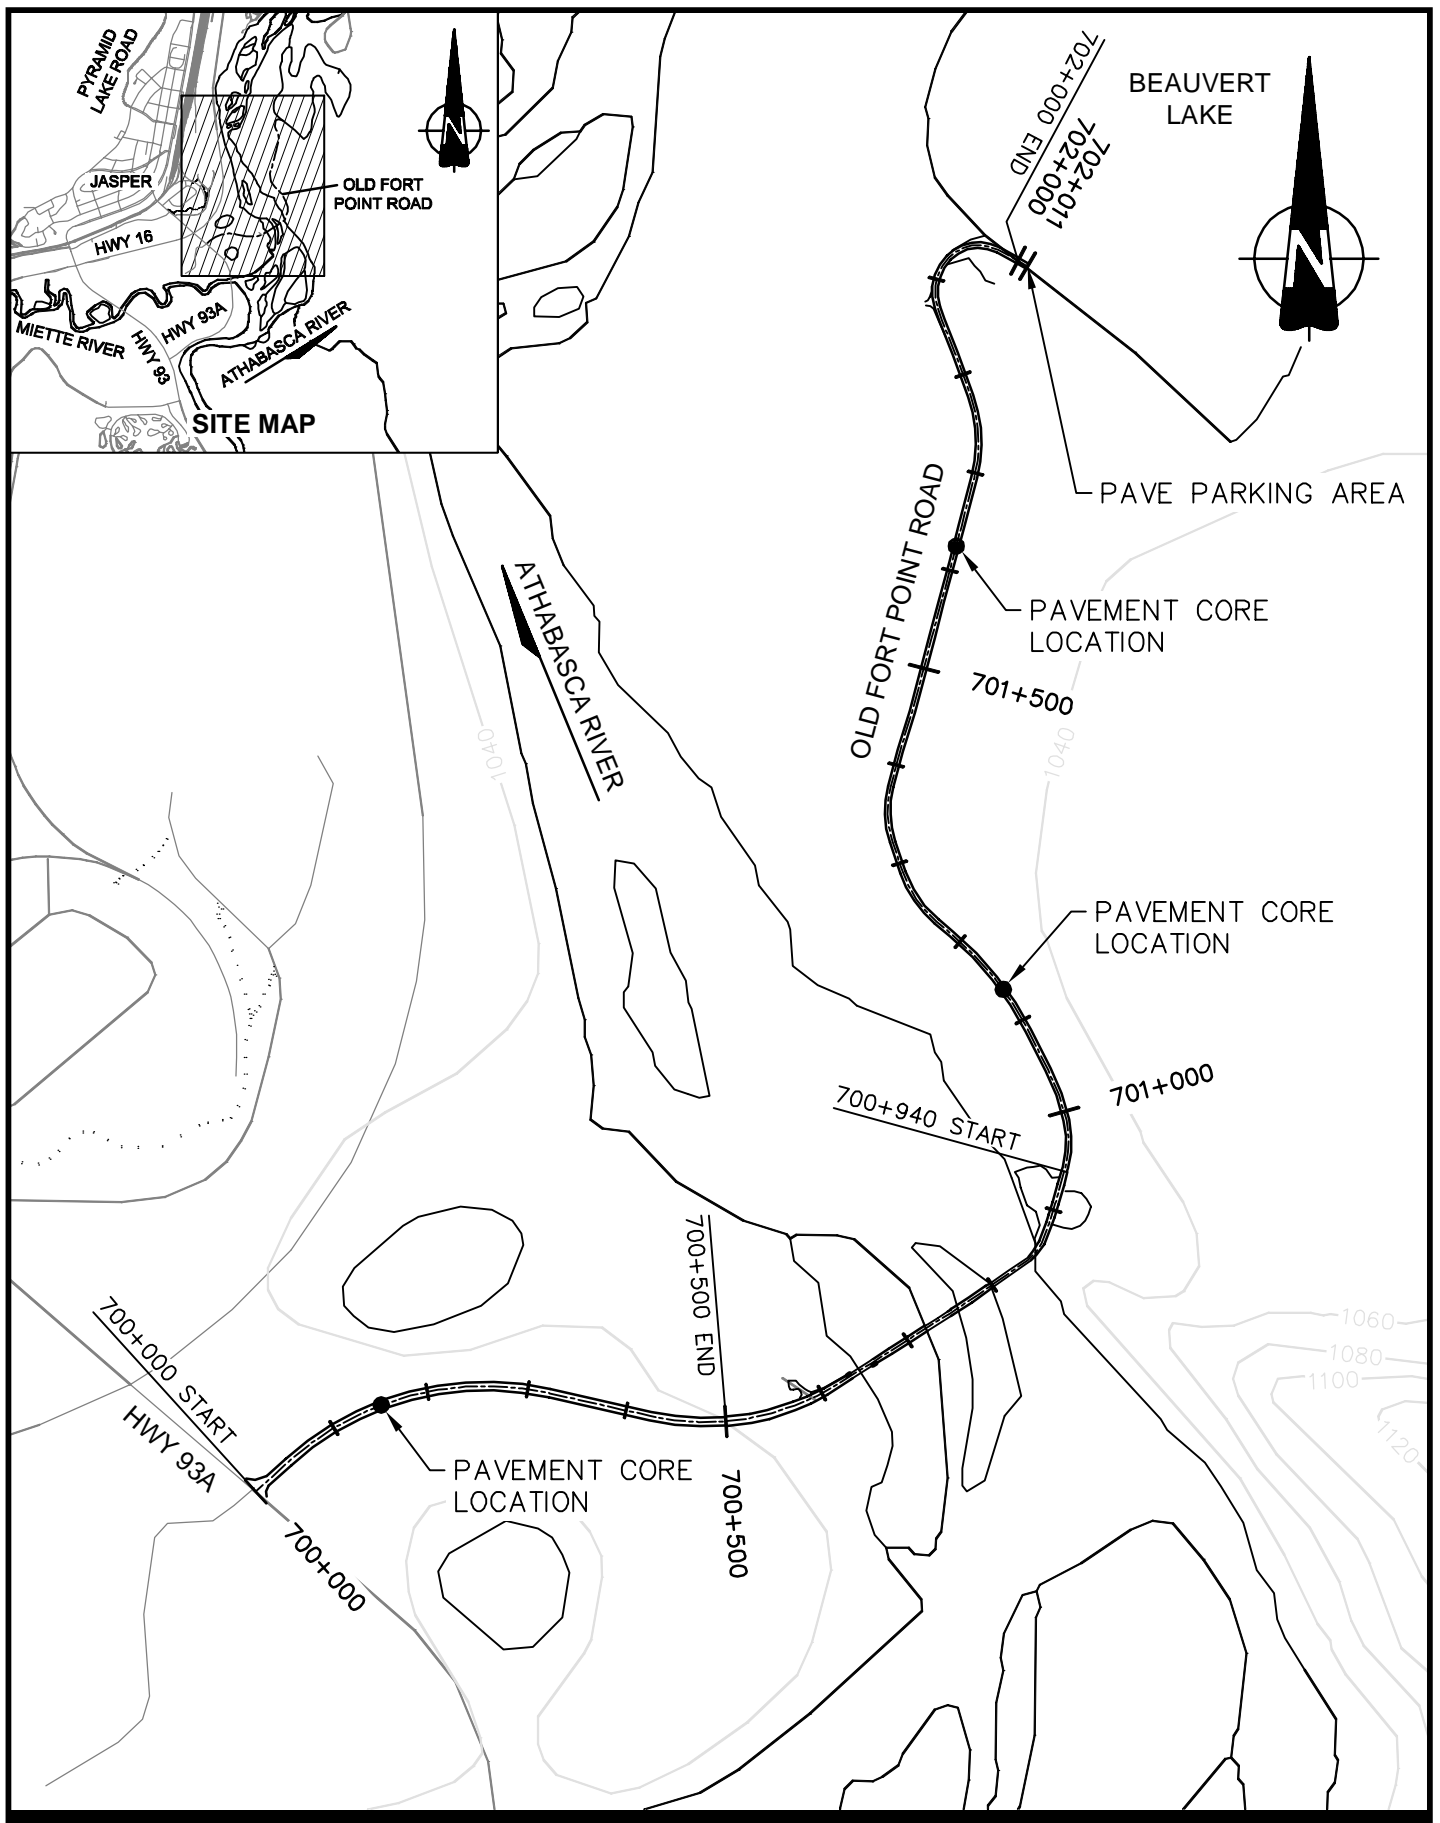 PYRAMID
LAKE ROAD
JASPER
OLD FORT
POINT ROAD
HWY 16
MIETTE RIVER
HWY 93A
HWY 93
ATHABASCA RIVER
SITE MAP
N
702+000 END
702+011
702+000
BEAUVERT
LAKE
N
PAVE PARKING AREA
OLD FORT POINT ROAD
PAVEMENT CORE
LOCATION
ATHABASCA RIVER
701+500
1040
1040
PAVEMENT CORE
LOCATION
701+000
700+940 START
700+500 END
700+000 START
HWY 93A
PAVEMENT CORE
LOCATION
700+500
700+000
1060
1080
1100
1120